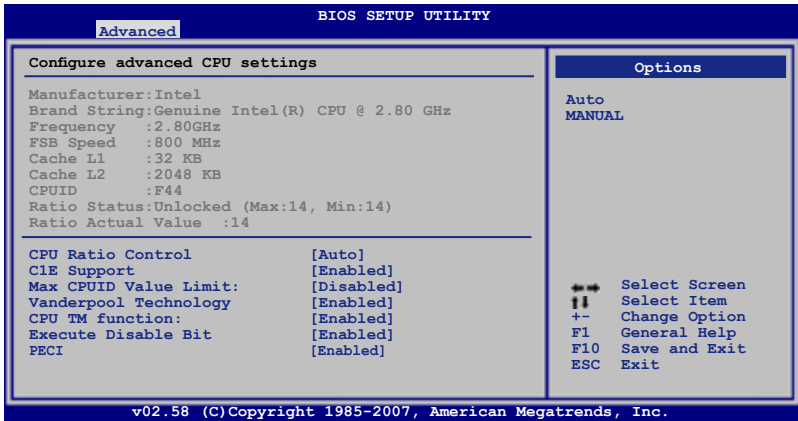 BIOS SETUP UTILITY
Advanced
Configure advanced CPU settings
Manufacturer:Intel
Brand String:Genuine Intel(R) CPU @ 2.80 GHz
Frequency :2.80GHz
FSB Speed :800 MHz
Cache L1 :32 KB
Cache L2 :2048 KB
CPUID :F44
Ratio Status:Unlocked (Max:14, Min:14)
Ratio Actual Value :14
CPU Ratio Control [Auto]
C1E Support [Enabled]
Max CPUID Value Limit: [Disabled]
Vanderpool Technology [Enabled]
CPU TM function: [Enabled]
Execute Disable Bit [Enabled]
PECI [Enabled]
Options
Auto
MANUAL
Select Screen
Select Item
+- Change Option
F1 General Help
F10 Save and Exit
ESC Exit
v02.58 (C)Copyright 1985-2007, American Megatrends, Inc.